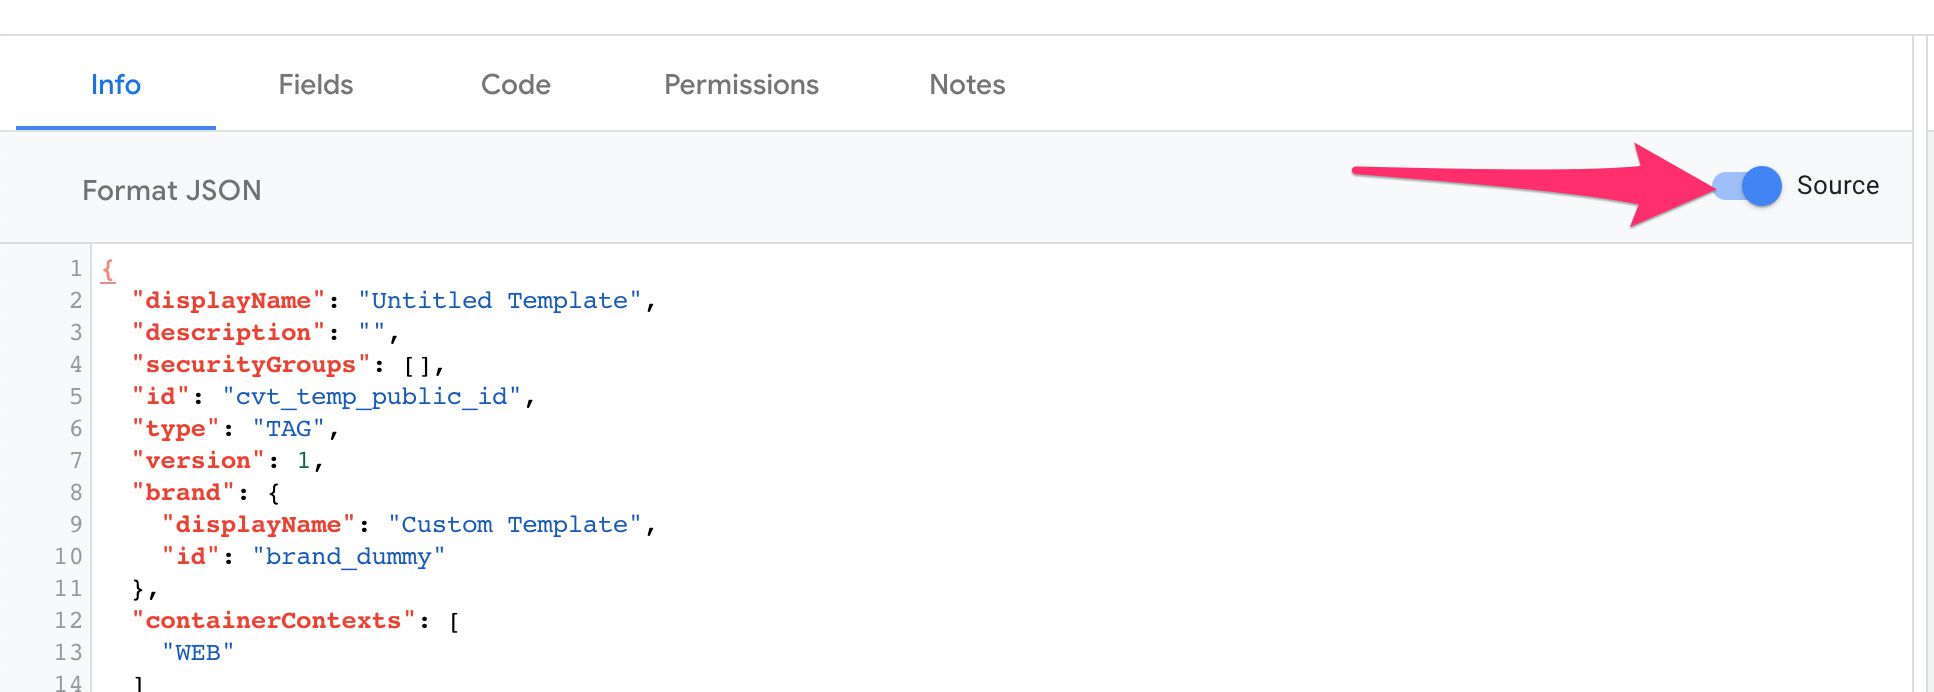 Info Fields Code Permissions Notes
Format JSON Source
1 {
2 "displayName": "Untitled Template",
3 "description": "",
4 "securityGroups": [],
5 "id": "cvt_temp_public_id",
6 "type": "TAG",
7 "version": 1,
8 "brand": {
9 "displayName": "Custom Template",
10 "id": "brand_dummy"
11 },
12 "containerContexts": [
13 "WEB"
14 ]